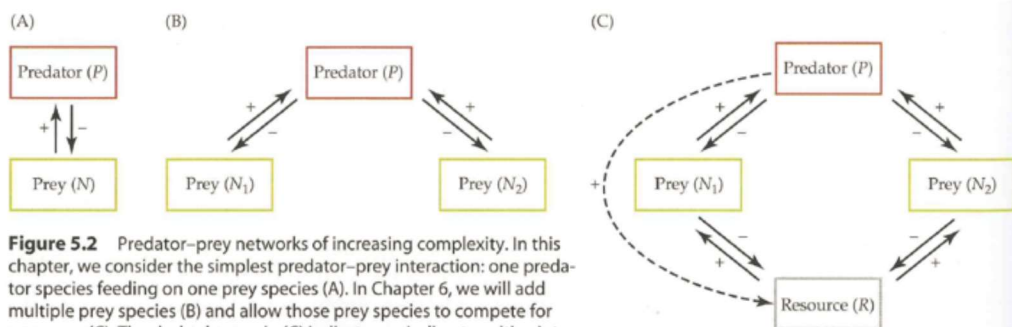 (A)
(B)
(C)
Predator (P)
Predator (P)
Predator (P)
+
−
+
−
+
−
+
−
+
−
Prey (N)
Prey (N₁)
Prey (N₂)
+
Prey (N₁)
Prey (N₂)
−
+
−
+
Resource (R)
Figure 5.2 Predator–prey networks of increasing complexity. In this
chapter, we consider the simplest predator–prey interaction: one preda-
tor species feeding on one prey species (A). In Chapter 6, we will add
multiple prey species (B) and allow those prey species to compete for